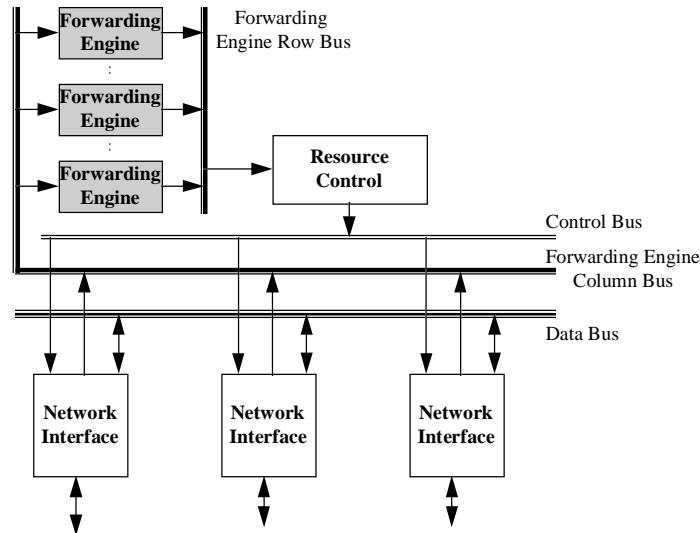 Forwarding
Engine
Forwarding
Engine Row Bus
:
Forwarding
Engine
:
Forwarding
Engine
Resource
Control
Control Bus
Forwarding Engine
Column Bus
Data Bus
Network
Interface
Network
Interface
Network
Interface